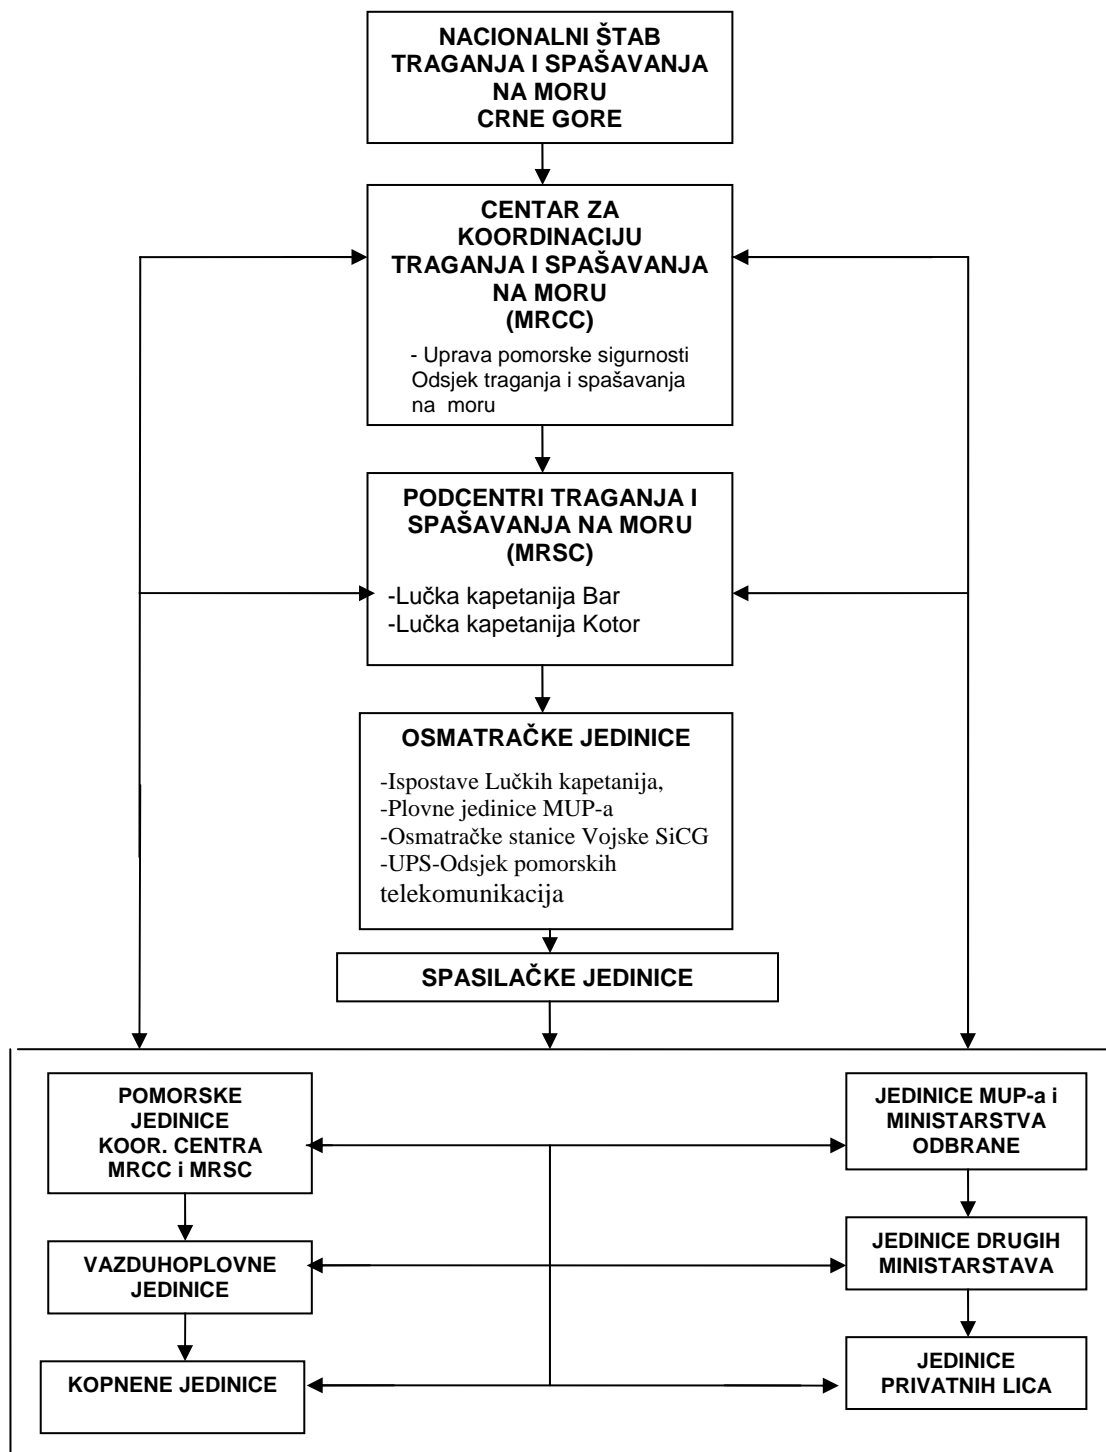 NACIONALNI ŠTAB
TRAGANJA I SPAŠAVANJA
NA MORU
CRNE GORE
CENTAR ZA
KOORDINACIJU
TRAGANJA I SPAŠAVANJA
NA MORU
(MRCC)
- Uprava pomorske sigurnosti
Odsjek traganja i spašavanja
na moru
PODCENTRI TRAGANJA I
SPAŠAVANJA NA MORU
(MRSC)
-Lučka kapetanija Bar
-Lučka kapetanija Kotor
OSMATRAČKE JEDINICE
-Ispostave Lučkih kapetanija,
-Plovne jedinice MUP-a
-Osmatračke stanice Vojske SiCG
-UPS-Odsjek pomorskih
telekomunikacija
SPASILAČKE JEDINICE
POMORSKE
JEDINICE
KOOR. CENTRA
MRCC i MRSC
VAZDUHOPLOVNE
JEDINICE
KOPNENE JEDINICE
JEDINICE MUP-a i
MINISTARSTVA
ODBRANE
JEDINICE DRUGIH
MINISTARSTAVA
JEDINICE
PRIVATNIH LICA